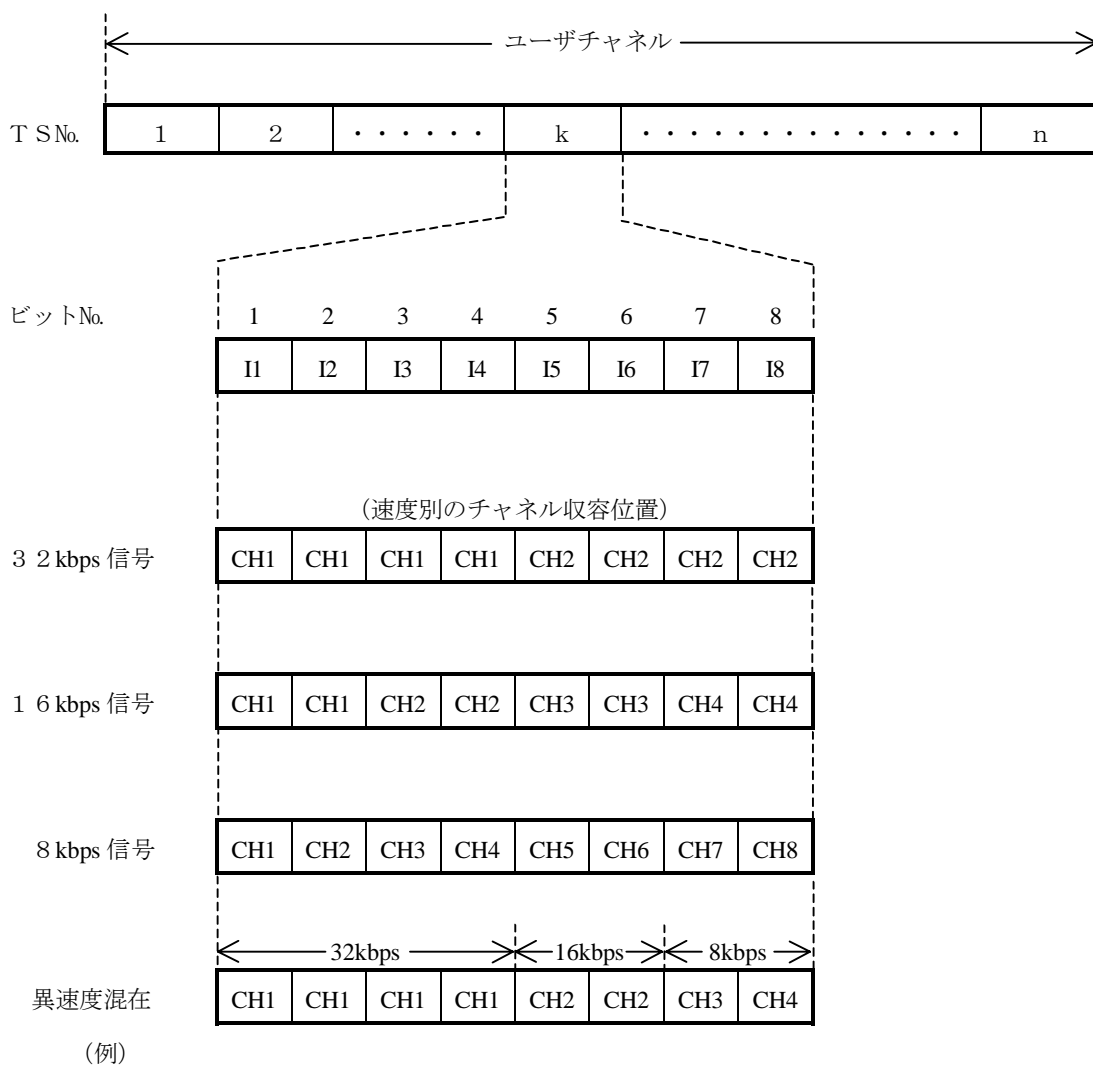 ユーザチャネル
ＴＳ№ 1 2 ・・・・・・ k ・・・・・・・・・・・・・・ n
ビット№ 1 2 3 4 5 6 7 8
I1 I2 I3 I4 I5 I6 I7 I8
(速度別のチャネル収容位置)
３２kbps 信号 CH1 CH1 CH1 CH1 CH2 CH2 CH2 CH2
１６kbps 信号 CH1 CH1 CH2 CH2 CH3 CH3 CH4 CH4
８kbps 信号 CH1 CH2 CH3 CH4 CH5 CH6 CH7 CH8
32kbps 16kbps 8kbps
異速度混在 CH1 CH1 CH1 CH1 CH2 CH2 CH3 CH4
(例)